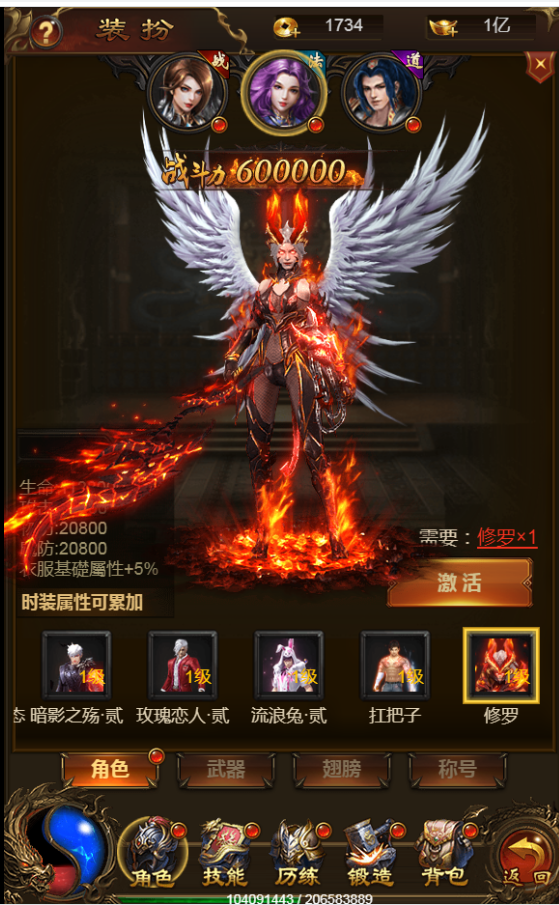 ?
装扮
1734
1亿
战
法
道
战斗力600000
生命
:20800
防:20800
衣服基礎屬性+5%
时装属性可累加
需要：修罗×1
激活
1级
1级
1级
1级
1级
态 暗影之殇·贰
玫瑰恋人·贰
流浪兔·贰
扛把子
修罗
角色
武器
翅膀
称号
角色
技能
历练
锻造
背包
返回
104091443 / 206583889